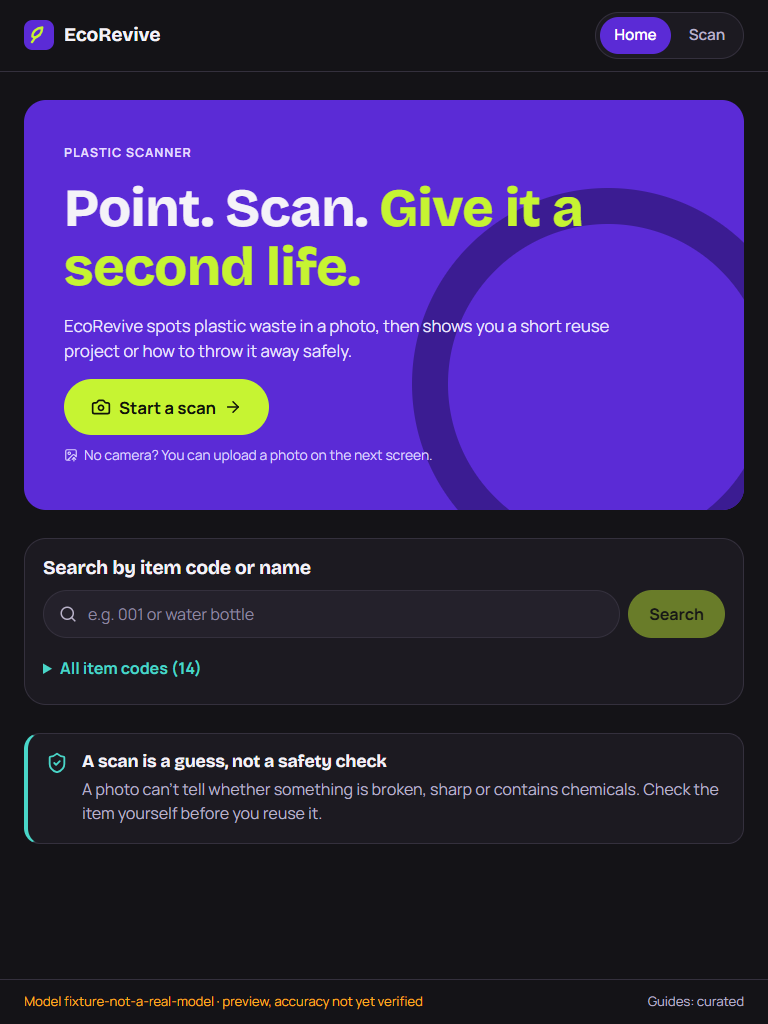 EcoRevive
Home
Scan
PLASTIC SCANNER
Point. Scan. Give it a
second life.
EcoRevive spots plastic waste in a photo, then shows you a short reuse
project or how to throw it away safely.
Start a scan
No camera? You can upload a photo on the next screen.
Search by item code or name
e.g. 001 or water bottle
Search
All item codes (14)
A scan is a guess, not a safety check
A photo can't tell whether something is broken, sharp or contains chemicals. Check the
item yourself before you reuse it.
Model fixture-not-a-real-model · preview, accuracy not yet verified
Guides: curated